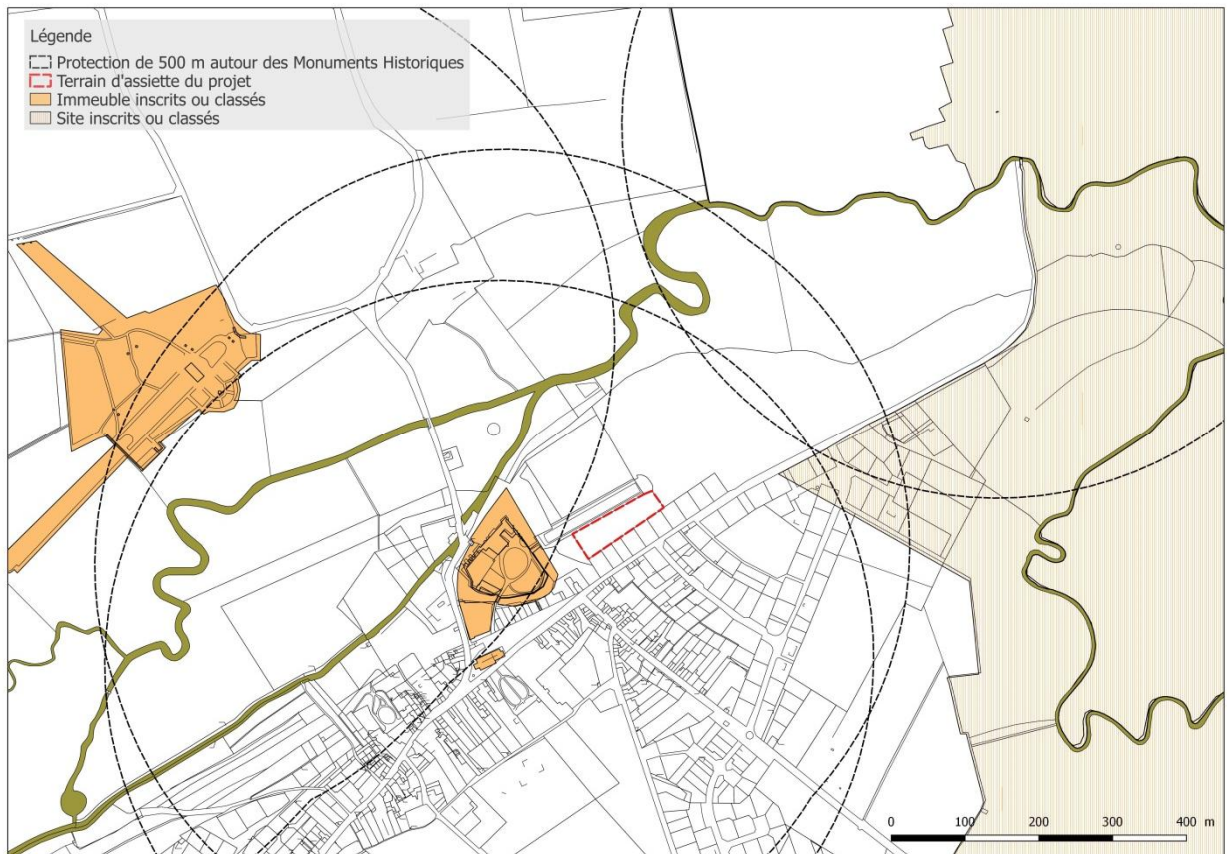 Légende
Protection de 500 m autour des Monuments Historiques
Terrain d'assiette du projet
Immeuble inscrits ou classés
Site inscrits ou classés
0 100 200 300 400 m